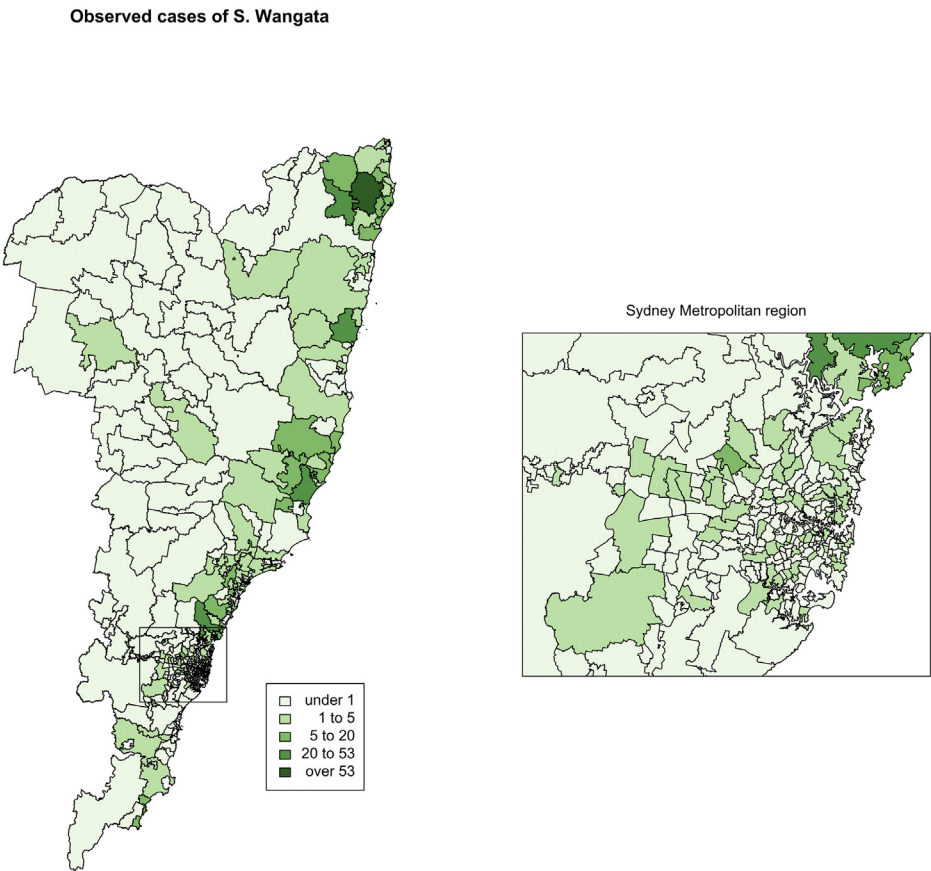 Observed cases of S. Wangata
Sydney Metropolitan region
under 1
1 to 5
5 to 20
20 to 53
over 53